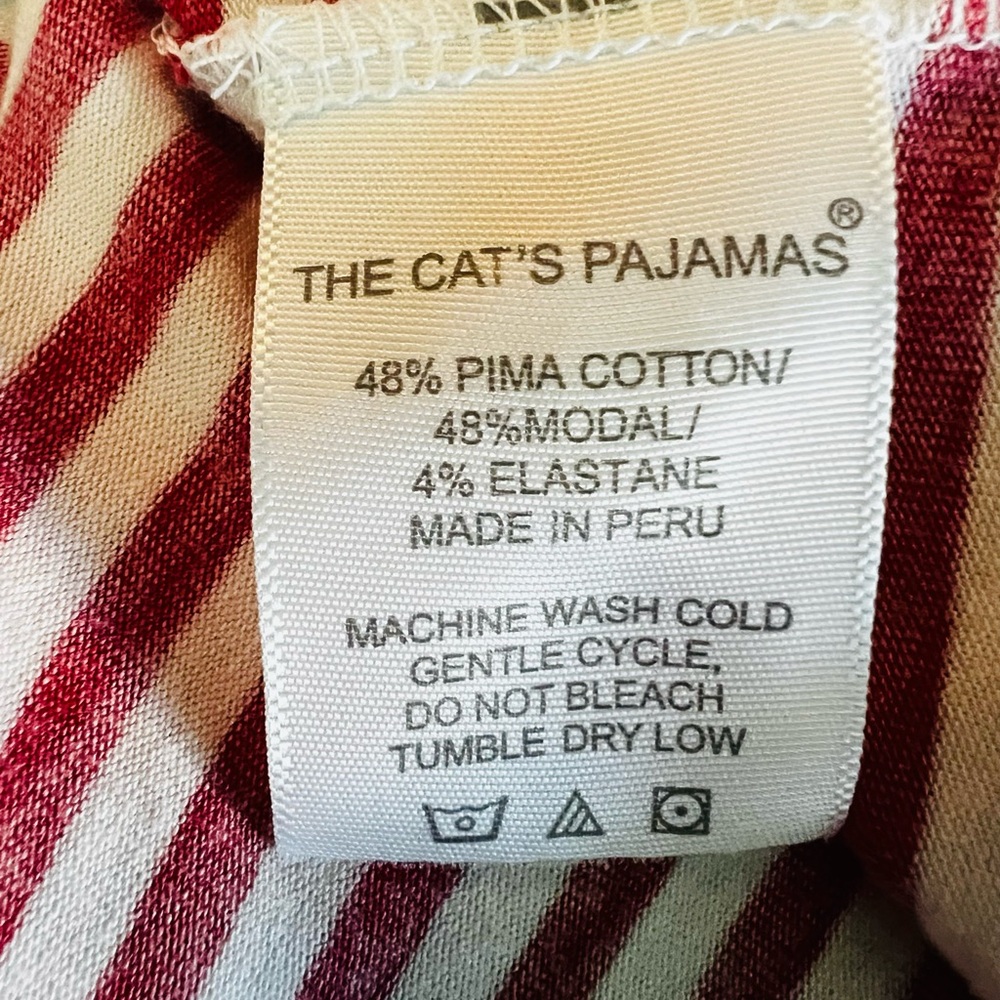 THE CAT'S PAJAMAS®
48% PIMA COTTON/
48%MODAL/
4% ELASTANE
MADE IN PERU
MACHINE WASH COLD
GENTLE CYCLE,
DO NOT BLEACH
TUMBLE DRY LOW